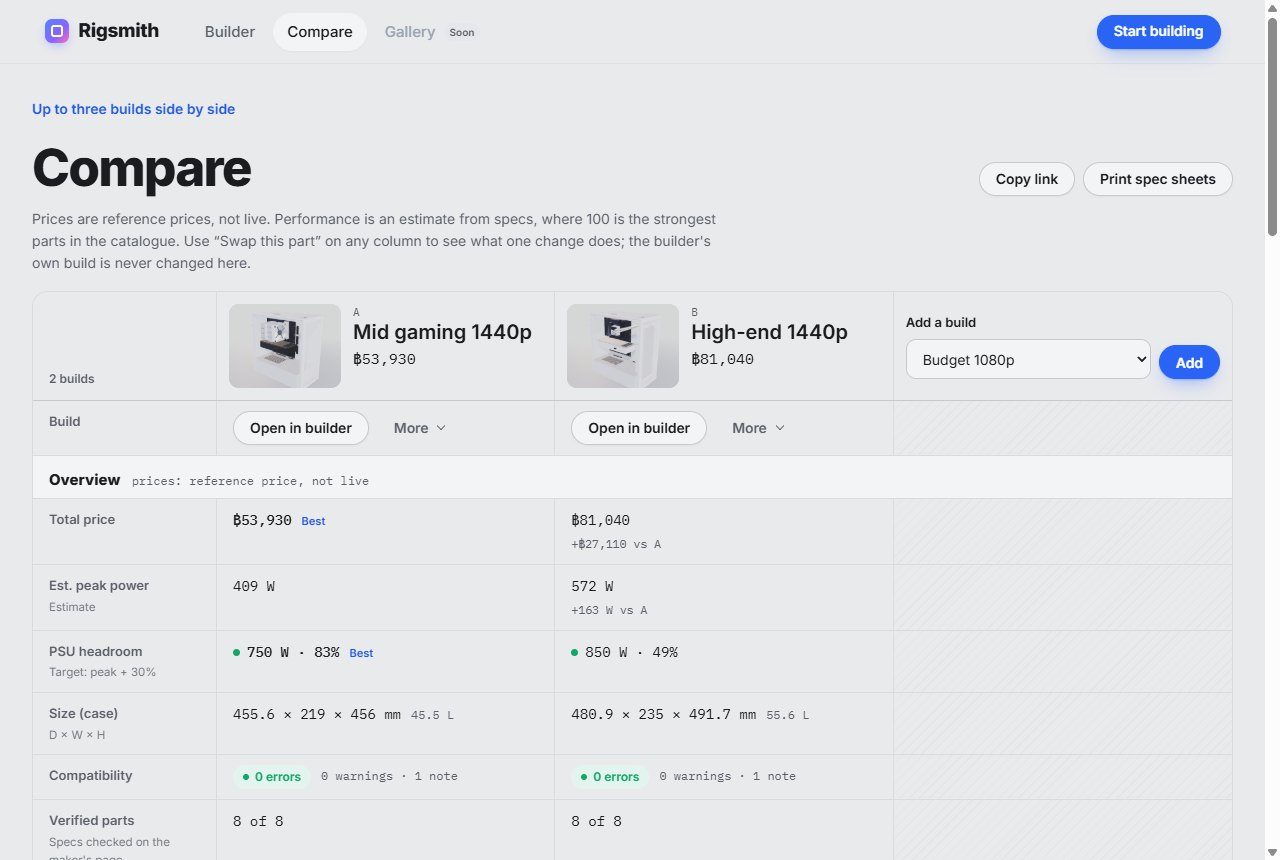 Rigsmith
Builder
Compare
Gallery Soon
Start building
Up to three builds side by side
Compare
Copy link
Print spec sheets
Prices are reference prices, not live. Performance is an estimate from specs, where 100 is the strongest
parts in the catalogue. Use “Swap this part” on any column to see what one change does; the builder's
own build is never changed here.
2 builds
A
Mid gaming 1440p
฿53,930
B
High-end 1440p
฿81,040
Add a build
Budget 1080p
Add
Build
Open in builder
More
Open in builder
More
Overview prices: reference price, not live
Total price
฿53,930 Best
฿81,040
+฿27,110 vs A
Est. peak power
Estimate
409 W
572 W
+163 W vs A
PSU headroom
Target: peak + 30%
750 W · 83% Best
850 W · 49%
Size (case)
D × W × H
455.6 × 219 × 456 mm 45.5 L
480.9 × 235 × 491.7 mm 55.6 L
Compatibility
0 errors 0 warnings · 1 note
0 errors 0 warnings · 1 note
Verified parts
Specs checked on the
maker's page
8 of 8
8 of 8